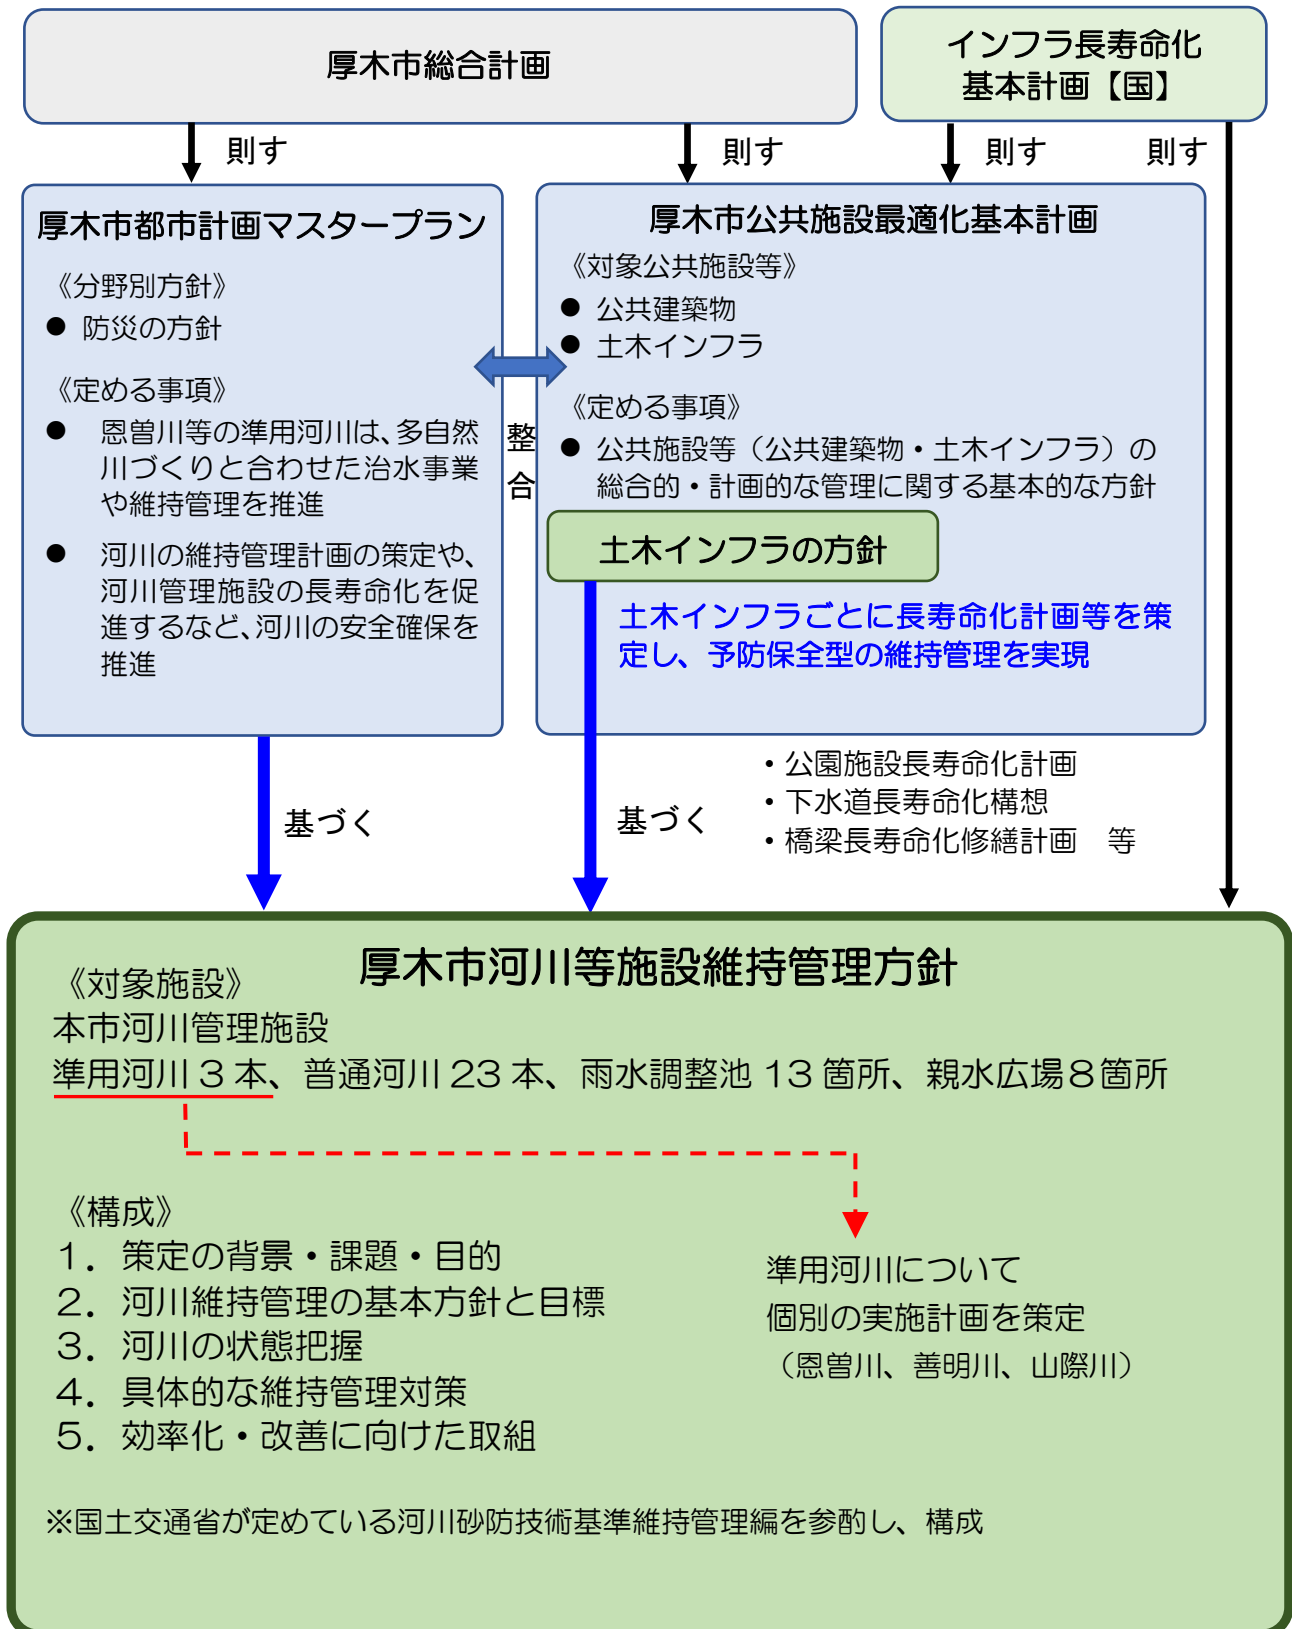 厚木市総合計画
インフラ長寿命化
基本計画【国】
則す
則す
則す
則す
厚木市都市計画マスタープラン
《分野別方針》
● 防災の方針
《定める事項》
● 恩曽川等の準用河川は、多自然
川づくりと合わせた治水事業
や維持管理を推進
● 河川の維持管理計画の策定や、
河川管理施設の長寿命化を促
進するなど、河川の安全確保を
推進
整
合
厚木市公共施設最適化基本計画
《対象公共施設等》
● 公共建築物
● 土木インフラ
《定める事項》
● 公共施設等（公共建築物・土木インフラ）の
総合的・計画的な管理に関する基本的な方針
土木インフラの方針
土木インフラごとに長寿命化計画等を策
定し、予防保全型の維持管理を実現
基づく
基づく
・公園施設長寿命化計画
・下水道長寿命化構想
・橋梁長寿命化修繕計画　等
厚木市河川等施設維持管理方針
《対象施設》
本市河川管理施設
準用河川３本、普通河川 23 本、雨水調整池 13 箇所、親水広場８箇所
《構成》
１．策定の背景・課題・目的
２．河川維持管理の基本方針と目標
３．河川の状態把握
４．具体的な維持管理対策
５．効率化・改善に向けた取組
準用河川について
個別の実施計画を策定
（恩曽川、善明川、山際川）
※国土交通省が定めている河川砂防技術基準維持管理編を参酌し、構成